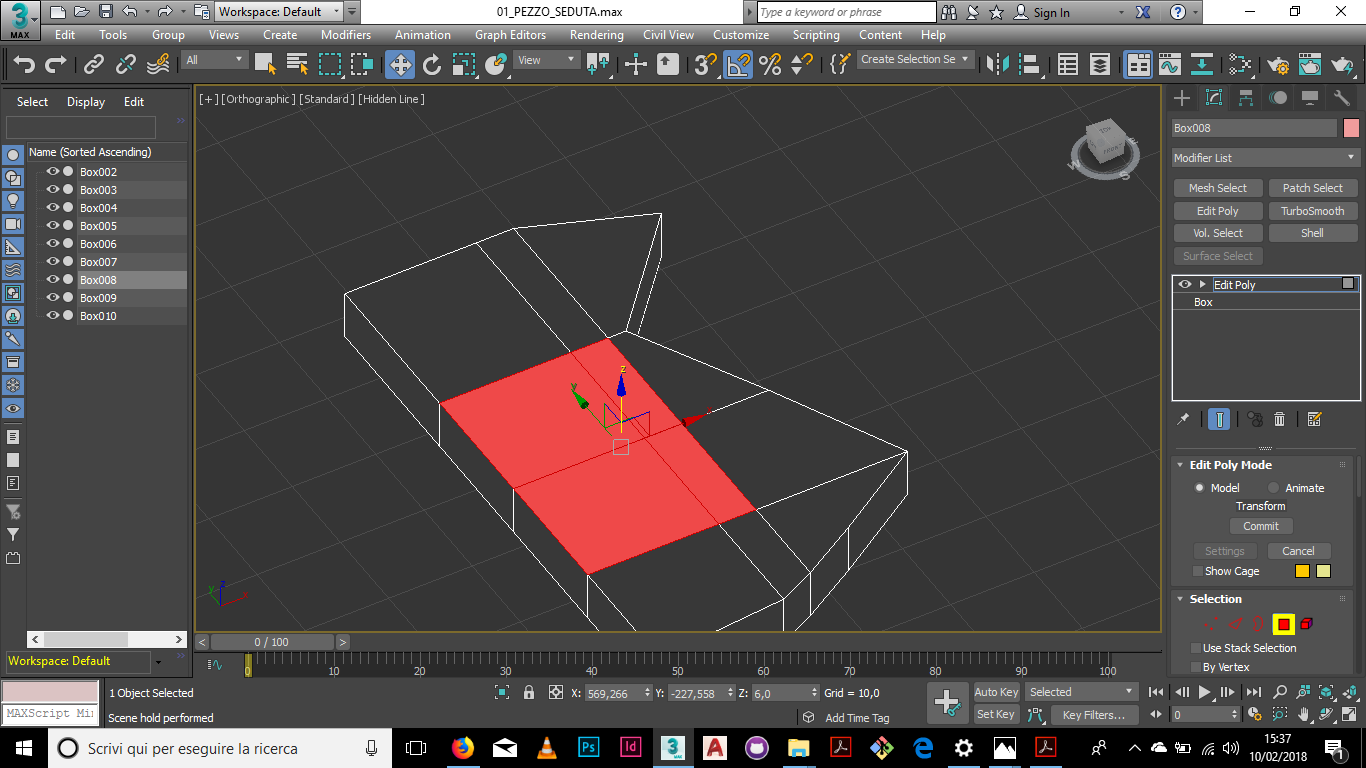 Workspace: Default
01_PEZZO_SEDUTA.max
Type a keyword or phrase
Sign In
MAX
Edit Tools Group Views Create Modifiers Animation Graph Editors Rendering Civil View Customize Scripting Content Help
All
View
Create Selection Se
Select Display Edit
Name (Sorted Ascending)
Box002
Box003
Box004
Box005
Box006
Box007
Box008
Box009
Box010
[+] [Orthographic] [Standard] [Hidden Line]
W
S
z
y
x
Box008
Modifier List
Mesh Select Patch Select
Edit Poly TurboSmooth
Vol. Select Shell
Surface Select
Edit Poly
Box
Edit Poly Mode
Model Animate
Transform
Commit
Settings Cancel
Show Cage
Selection
Use Stack Selection
By Vertex
0 / 100
Workspace: Default
0 10 20 30 40 50 60 70 80 90 100
1 Object Selected
X: 569,266 Y: -227,558 Z: 6,0 Grid = 10,0
Auto Key Selected
MAXScript Mi
Scene hold performed
Add Time Tag
Set Key Key Filters...
0
Scrivi qui per eseguire la ricerca
Ps
Id
3
MAX
A
15:37
10/02/2018
1